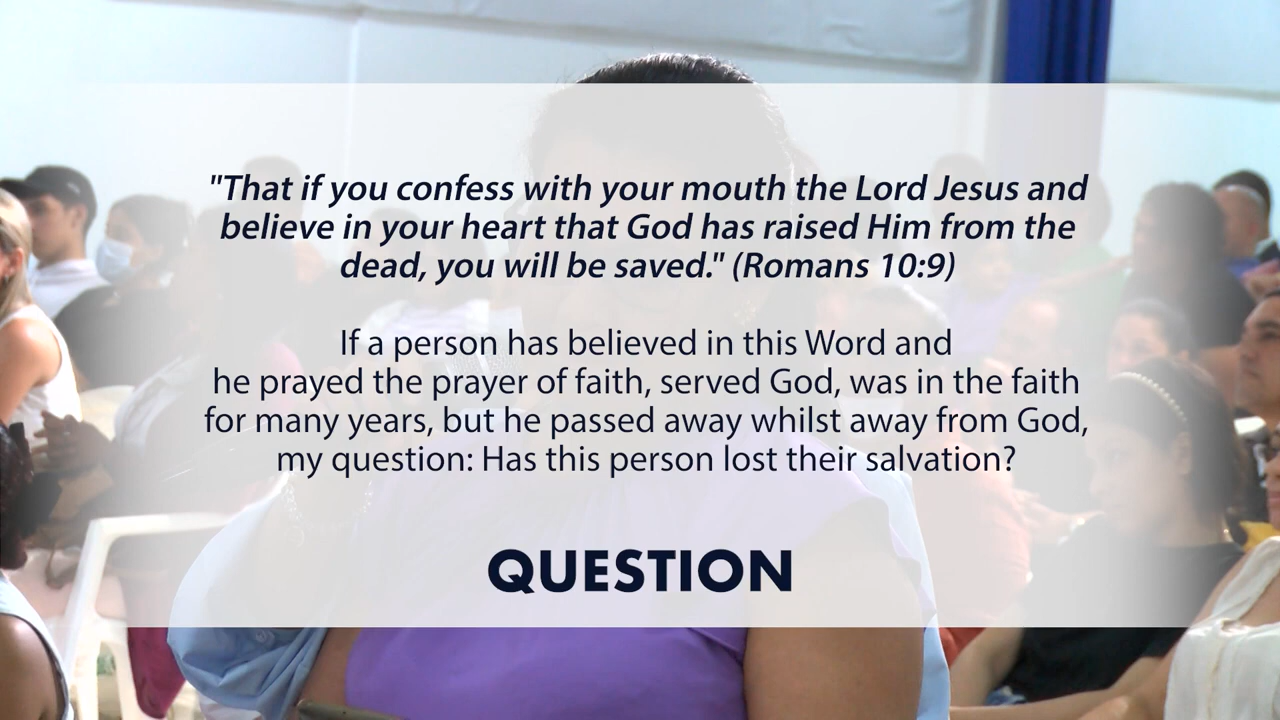 "That if you confess with your mouth the Lord Jesus and
believe in your heart that God has raised Him from the
dead, you will be saved." (Romans 10:9)
If a person has believed in this Word and
he prayed the prayer of faith, served God, was in the faith
for many years, but he passed away whilst away from God,
my question: Has this person lost their salvation?
QUESTION